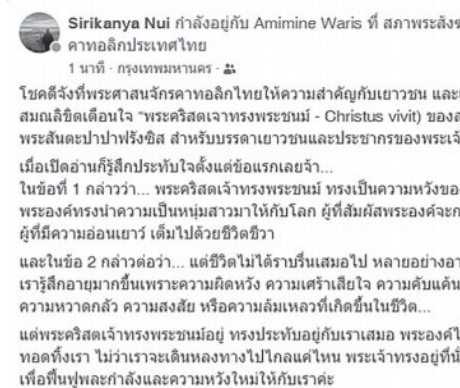 Sirikanya Nui กำลังอยู่กับ Amimine Waris ที่ สภาพระสังฆ
คาทอลิกประเทศไทย
1 นาที · กรุงเทพมหานคร ·
โชคดีจังที่พระศาสนจักรคาทอลิกไทยให้ความสำคัญกับเยาวชน และ
สมณลิขิตเตือนใจ "พระคริสตเจ้าทรงพระชนม์ - Christus vivit) ของ
พระสันตะปาปาฟรังซิส สำหรับบรรดาเยาวชนและประชากรของพระเจ้
เมื่อเปิดอ่านก็รู้สึกประทับใจตั้งแต่ข้อแรกเลยจ้า...
ในข้อที่ 1 กล่าวว่า... พระคริสตเจ้าทรงพระชนม์ ทรงเป็นความหวังขอ
พระองค์ทรงนำความเป็นหนุ่มสาวมาให้กับโลก ผู้ที่สัมผัสพระองค์จะก
ผู้ที่มีความอ่อนเยาว์ เต็มไปด้วยชีวิตชีวา
และในข้อ 2 กล่าวต่อว่า... แต่ชีวิตไม่ได้ราบรื่นเสมอไป หลายอย่างอา
เรารู้สึกอายุมากขึ้นเพราะความผิดหวัง ความเศร้าเสียใจ ความคับแค้น
ความหวาดกลัว ความสงสัย หรือความล้มเหลวที่เกิดขึ้นในชีวิต...
แต่พระคริสตเจ้าทรงพระชนม์อยู่ ทรงประทับอยู่กับเราเสมอ พระองค์ไ
ทอดทิ้งเรา ไม่ว่าเราจะเดินหลงทางไปไกลแค่ไหน พระเจ้าทรงอยู่ที่นั่
เพื่อฟื้นฟูพละกำลังและความหวังใหม่ให้กับเราค่ะ